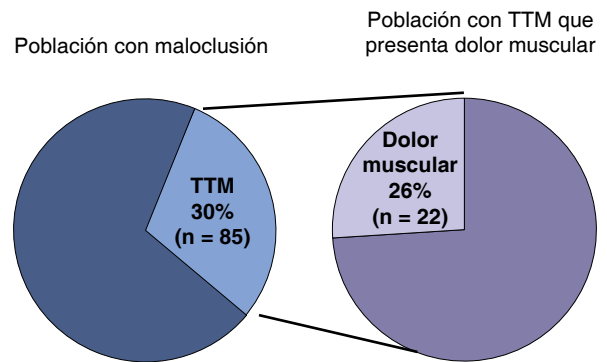 Población con maloclusión
Población con TTM que
presenta dolor muscular
TTM
30%
(n = 85)
Dolor
muscular
26%
(n = 22)